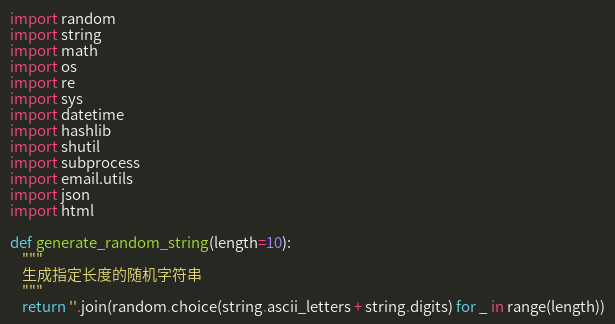 import random
import string
import math
import os
import re
import sys
import datetime
import hashlib
import shutil
import subprocess
import email.utils
import json
import html

def generate_random_string(length=10):
    """
    生成指定长度的随机字符串
    """
    return ''.join(random.choice(string.ascii_letters + string.digits) for _ in range(length))